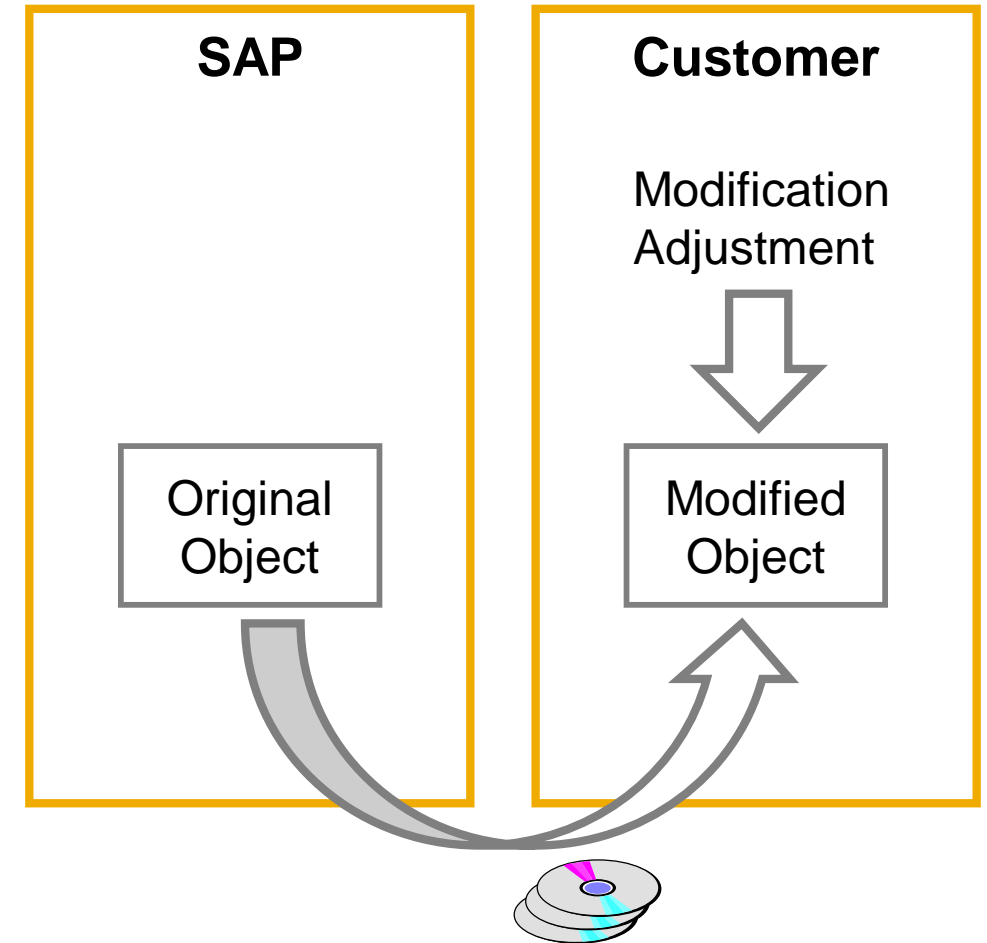 SAP
Customer
Modification
Adjustment
Original
Object
Modified
Object